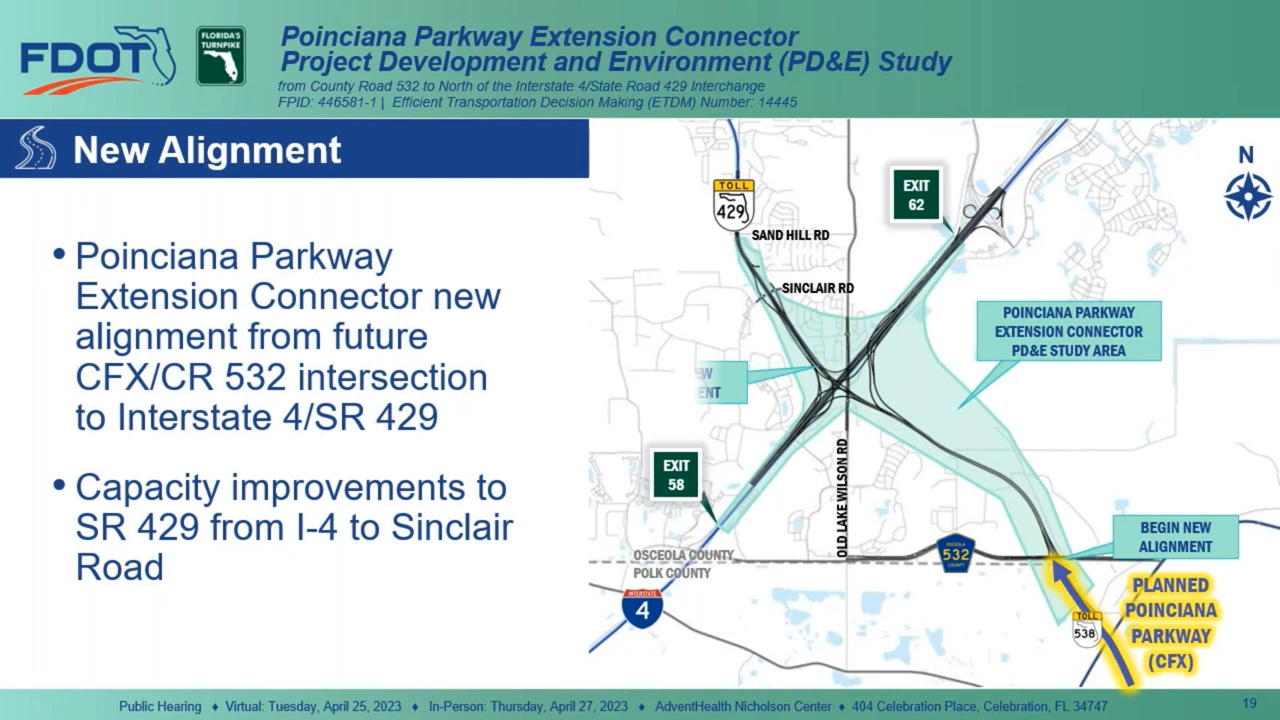 FDOT
FLORIDA'S
TURNPIKE
Poinciana Parkway Extension Connector
Project Development and Environment (PD&E) Study
from County Road 532 to North of the Interstate 4/State Road 429 Interchange
FPID: 446581-1 | Efficient Transportation Decision Making (ETDM) Number: 14445
New Alignment
• Poinciana Parkway
Extension Connector new
alignment from future
CFX/CR 532 intersection
to Interstate 4/SR 429
• Capacity improvements to
SR 429 from I-4 to Sinclair
Road
N
TOLL
429
EXIT
62
SAND HILL RD
SINCLAIR RD
POINCIANA PARKWAY
EXTENSION CONNECTOR
PD&E STUDY AREA
EXIT
58
OLD LAKE WILSON RD
BEGIN NEW
ALIGNMENT
OSCEOLA
532
COUNTY
OSCEOLA COUNTY
POLK COUNTY
INTERSTATE
4
TOLL
538
PLANNED
POINCIANA
PARKWAY
(CFX)
Public Hearing ♦ Virtual: Tuesday, April 25, 2023 ♦ In-Person: Thursday, April 27, 2023 ♦ AdventHealth Nicholson Center ♦ 404 Celebration Place, Celebration, FL 34747
19